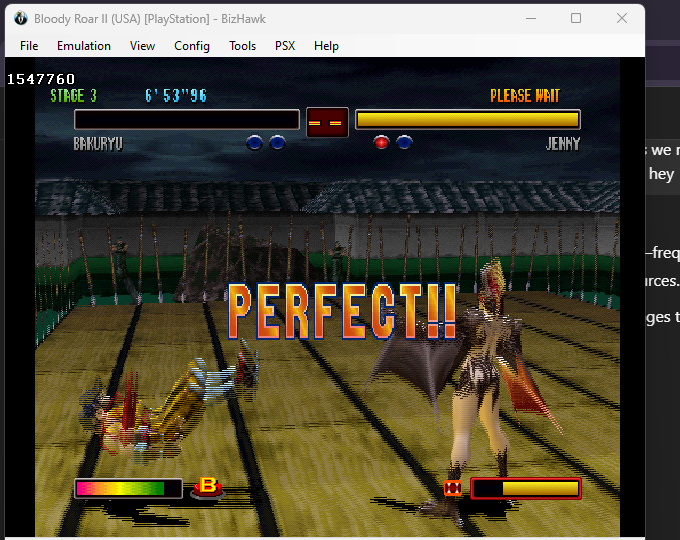 Bloody Roar II (USA) [PlayStation] - BizHawk
File Emulation View Config Tools PSX Help
1547760
STAGE 3 6'53"96 PLEASE WAIT
BAKURYU JENNY
PERFECT!!
B
s we r
hey
–freq
urces.
ges t